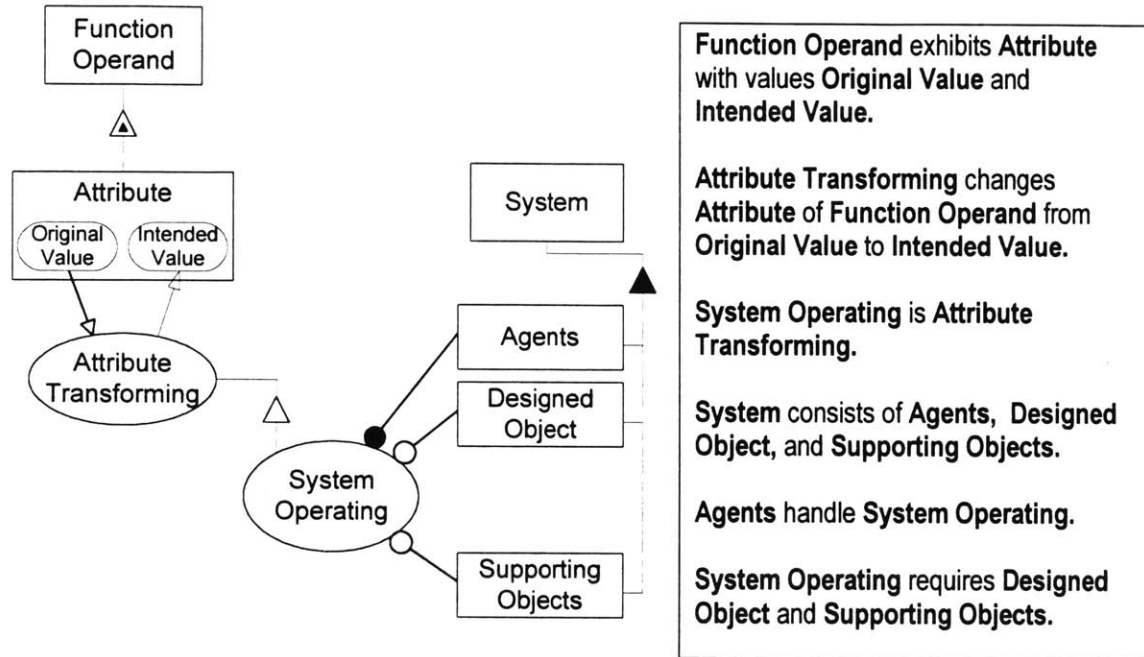 Function
Operand
Attribute
Original
Value
Intended
Value
Attribute
Transforming
System
Agents
Designed
Object
System
Operating
Supporting
Objects
Function Operand exhibits Attribute
with values Original Value and
Intended Value.
Attribute Transforming changes
Attribute of Function Operand from
Original Value to Intended Value.
System Operating is Attribute
Transforming.
System consists of Agents, Designed
Object, and Supporting Objects.
Agents handle System Operating.
System Operating requires Designed
Object and Supporting Objects.